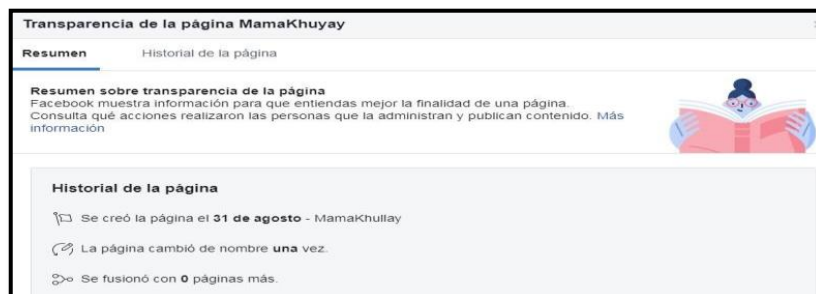 Transparencia de la página MamaKhuyay
Resumen Historial de la página
Resumen sobre transparencia de la página
Facebook muestra información para que entiendas mejor la finalidad de una página.
Consulta qué acciones realizaron las personas que la administran y publican contenido. Más
información
Historial de la página
Se creó la página el 31 de agosto - MamaKhullay
La página cambió de nombre una vez.
Se fusionó con 0 páginas más.